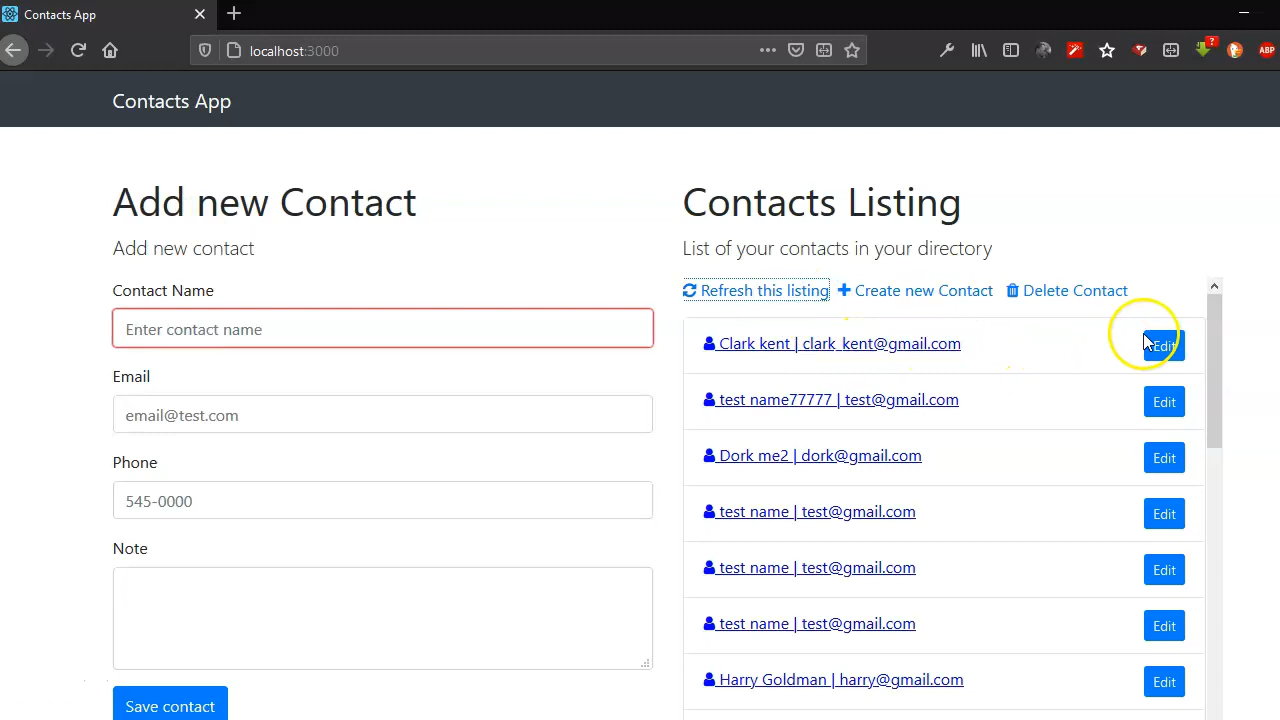 Contacts App
localhost:3000
?
ABP
Contacts App
Add new Contact
Add new contact
Contact Name
Enter contact name
Email
email@test.com
Phone
545-0000
Note
Save contact
Contacts Listing
List of your contacts in your directory
Refresh this listing Create new Contact Delete Contact
Clark kent | clark_kent@gmail.com Edit
test name77777 | test@gmail.com Edit
Dork me2 | dork@gmail.com Edit
test name | test@gmail.com Edit
test name | test@gmail.com Edit
test name | test@gmail.com Edit
Harry Goldman | harry@gmail.com Edit